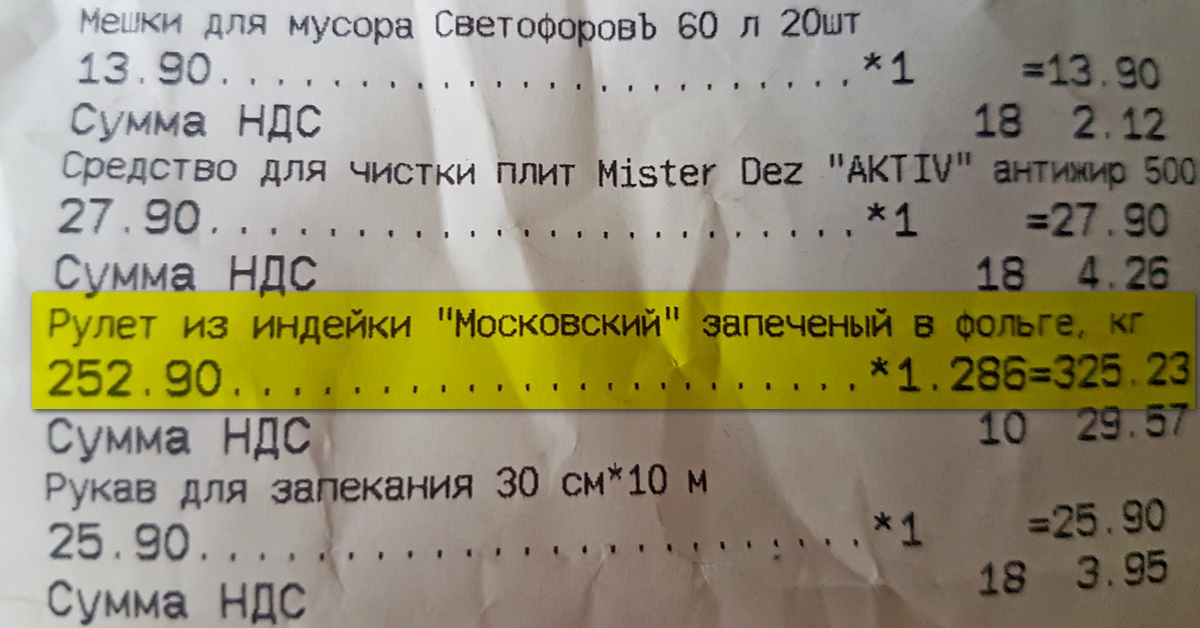 Мешки для мусора СветофоровЪ 60 л 20шт
13.90...........................*1 =13.90
Сумма НДС 18 2.12
Средство для чистки плит Mister Dez "AKTIV" антижир 500
27.90...........................*1 =27.90
Сумма НДС 18 4.26
Рулет из индейки "Московский" запеченый в фольге, кг
252.90..........................*1.286=325.23
Сумма НДС 10 29.57
Рукав для запекания 30 см*10 м
25.90...........................*1 =25.90
Сумма НДС 18 3.95